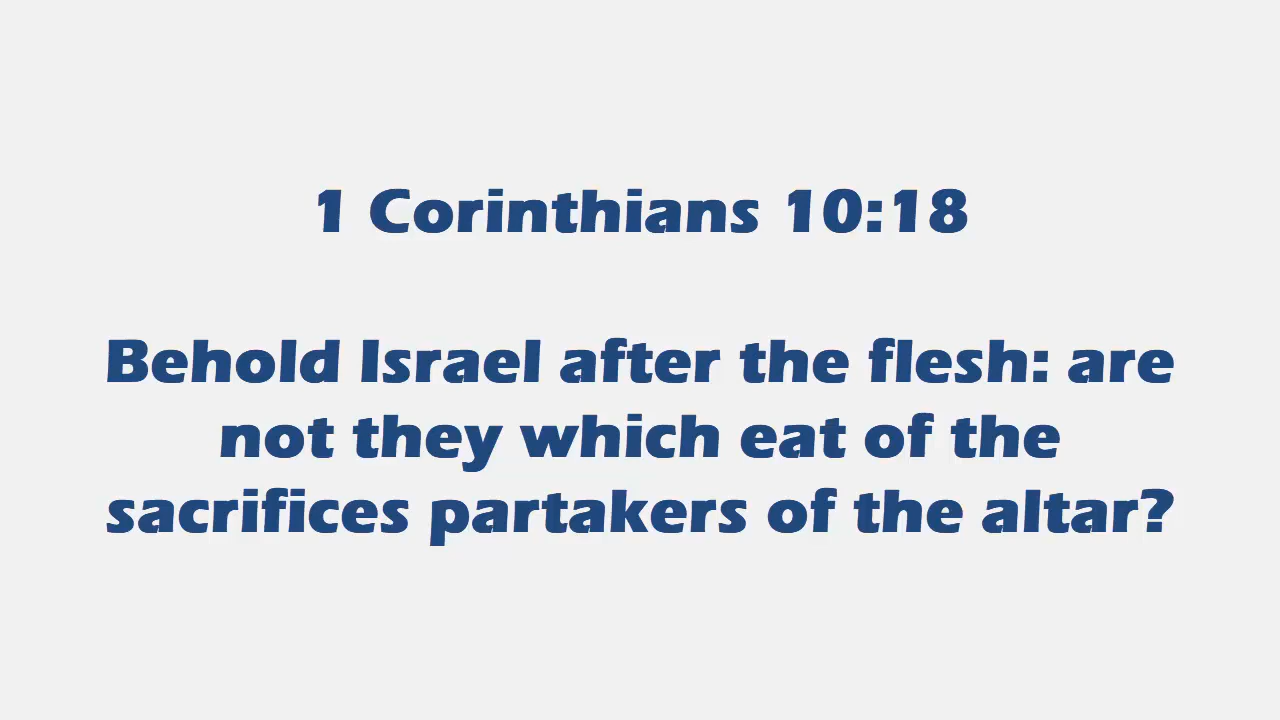 1 Corinthians 10:18
Behold Israel after the flesh: are
not they which eat of the
sacrifices partakers of the altar?